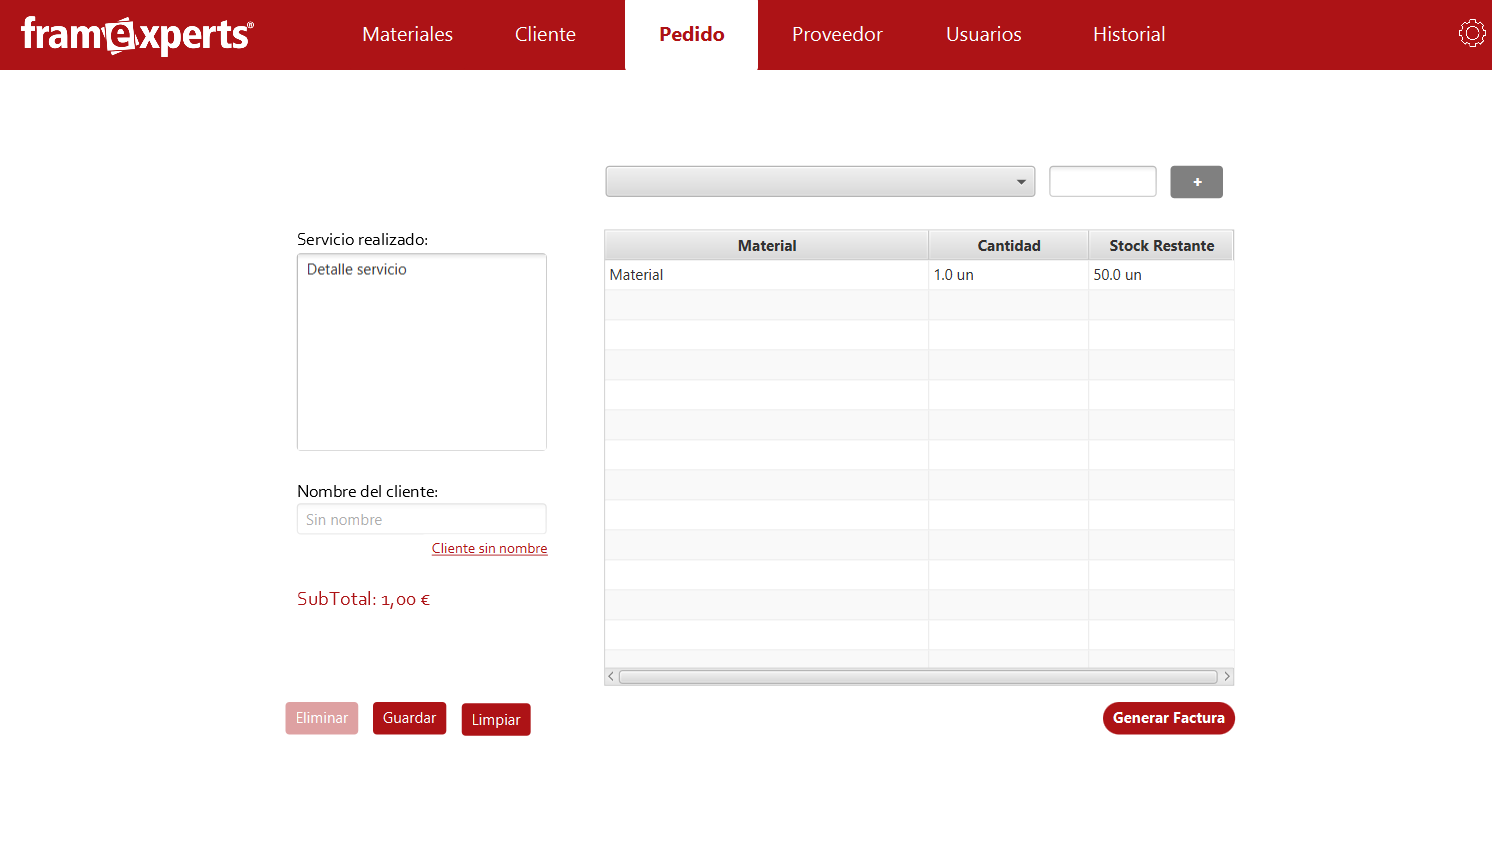 framexperts®
Materiales
Cliente
Pedido
Proveedor
Usuarios
Historial
+
Servicio realizado:
Detalle servicio
Material Cantidad Stock Restante
Material 1.0 un 50.0 un
Nombre del cliente:
Sin nombre
Cliente sin nombre
SubTotal: 1,00 €
Eliminar
Guardar
Limpiar
Generar Factura